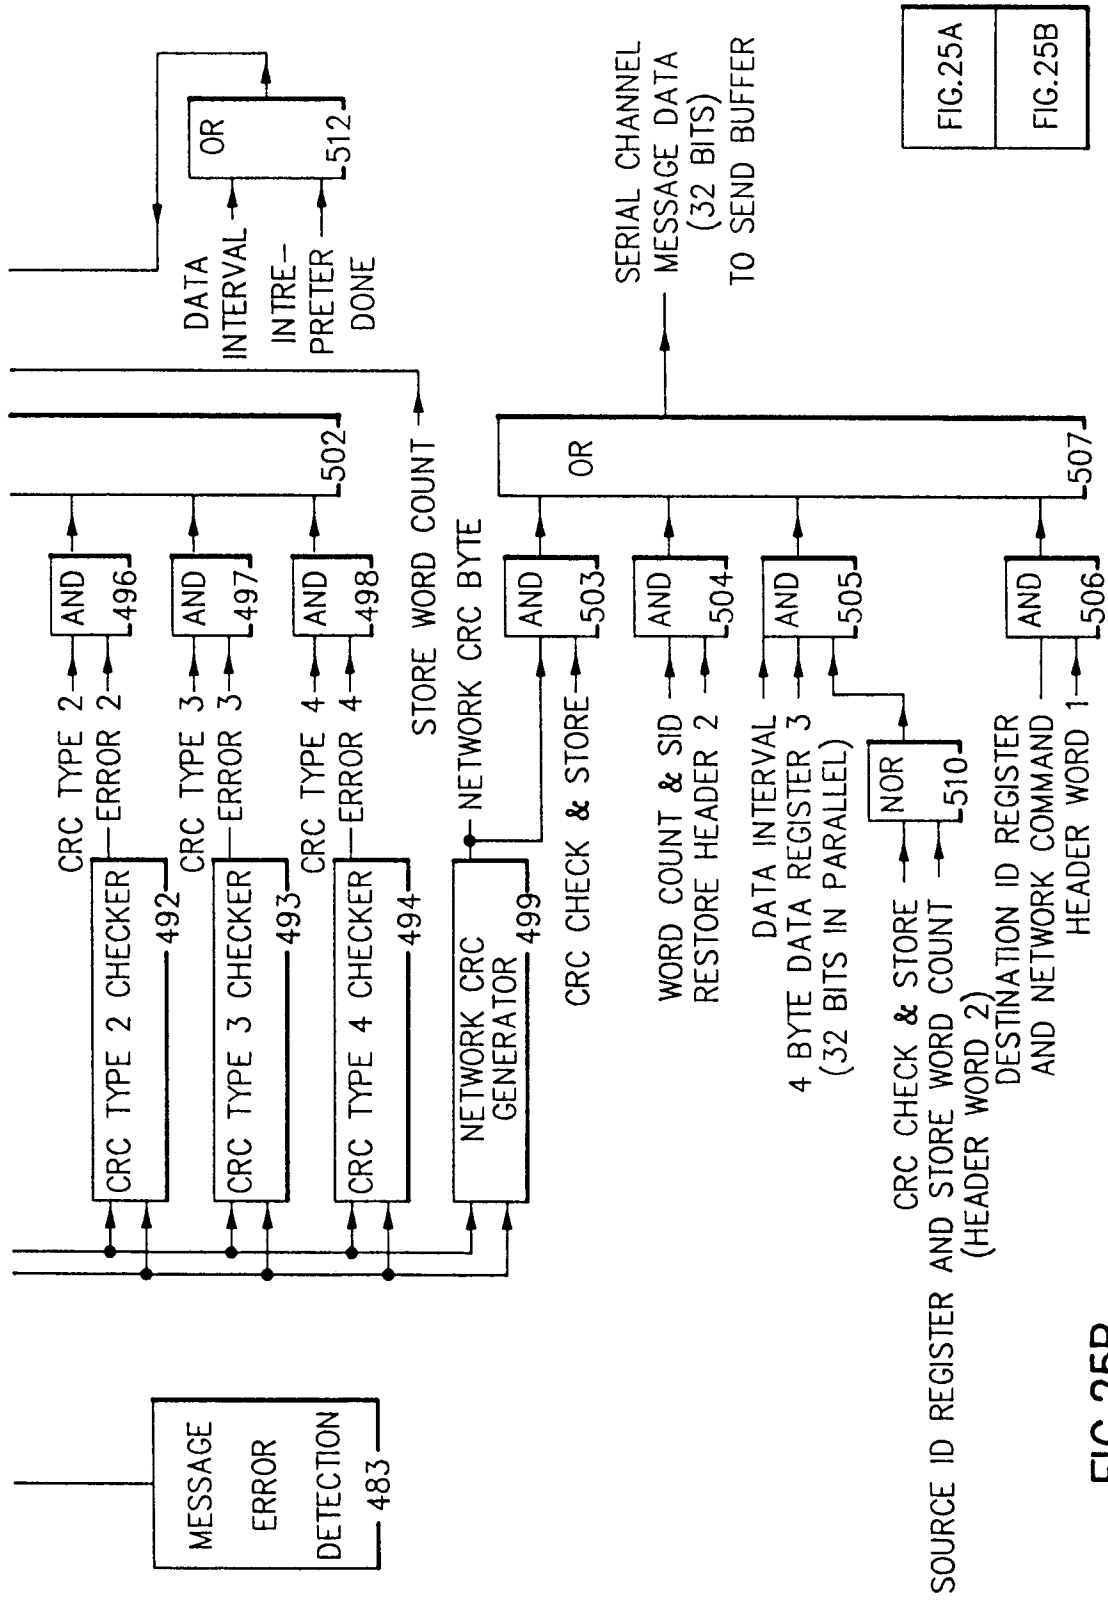 MESSAGE
ERROR
DETECTION
483
CRC TYPE 2 CHECKER
492
CRC TYPE 2
ERROR 2
AND
496
CRC TYPE 3 CHECKER
493
CRC TYPE 3
ERROR 3
AND
497
CRC TYPE 4 CHECKER
494
CRC TYPE 4
ERROR 4
AND
498
502
DATA
INTERVAL
INTRE-
PRETER
DONE
OR
512
STORE WORD COUNT
NETWORK CRC
GENERATOR
499
NETWORK CRC BYTE
CRC CHECK & STORE
AND
503
WORD COUNT & SID
RESTORE HEADER 2
AND
504
DATA INTERVAL
4 BYTE DATA REGISTER 3
(32 BITS IN PARALLEL)
AND
505
CRC CHECK & STORE
SOURCE ID REGISTER AND STORE WORD COUNT
(HEADER WORD 2)
NOR
510
DESTINATION ID REGISTER
AND NETWORK COMMAND
HEADER WORD 1
AND
506
OR
507
SERIAL CHANNEL
MESSAGE DATA
(32 BITS)
TO SEND BUFFER
FIG.25A
FIG.25B
FIG.25B